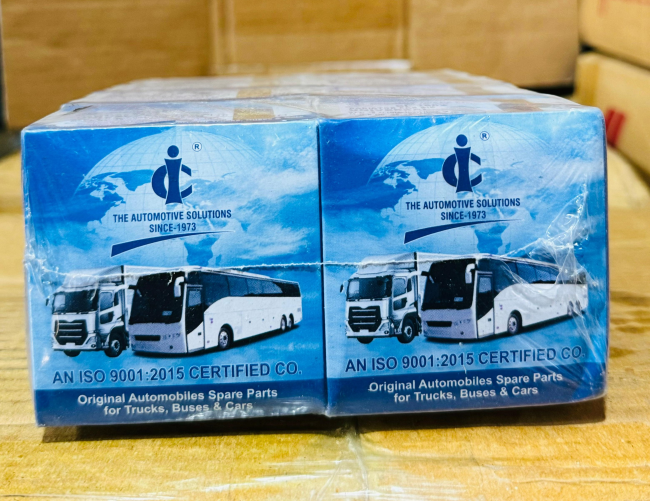 ic ®
THE AUTOMOTIVE SOLUTIONS
SINCE-1973
AN ISO 9001:2015 CERTIFIED CO.
Original Automobiles Spare Parts
for Trucks, Buses & Cars
ic ®
THE AUTOMOTIVE SOLUTIONS
SINCE-1973
AN ISO 9001:2015 CERTIFIED CO.
Original Automobiles Spare Parts
for Trucks, Buses & Cars